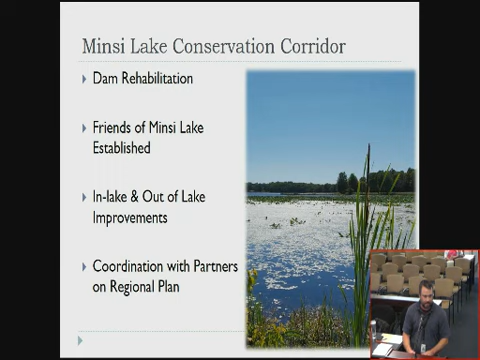 Minsi Lake Conservation Corridor
Dam Rehabilitation
Friends of Minsi Lake
Established
In-lake & Out of Lake
Improvements
Coordination with Partners
on Regional Plan